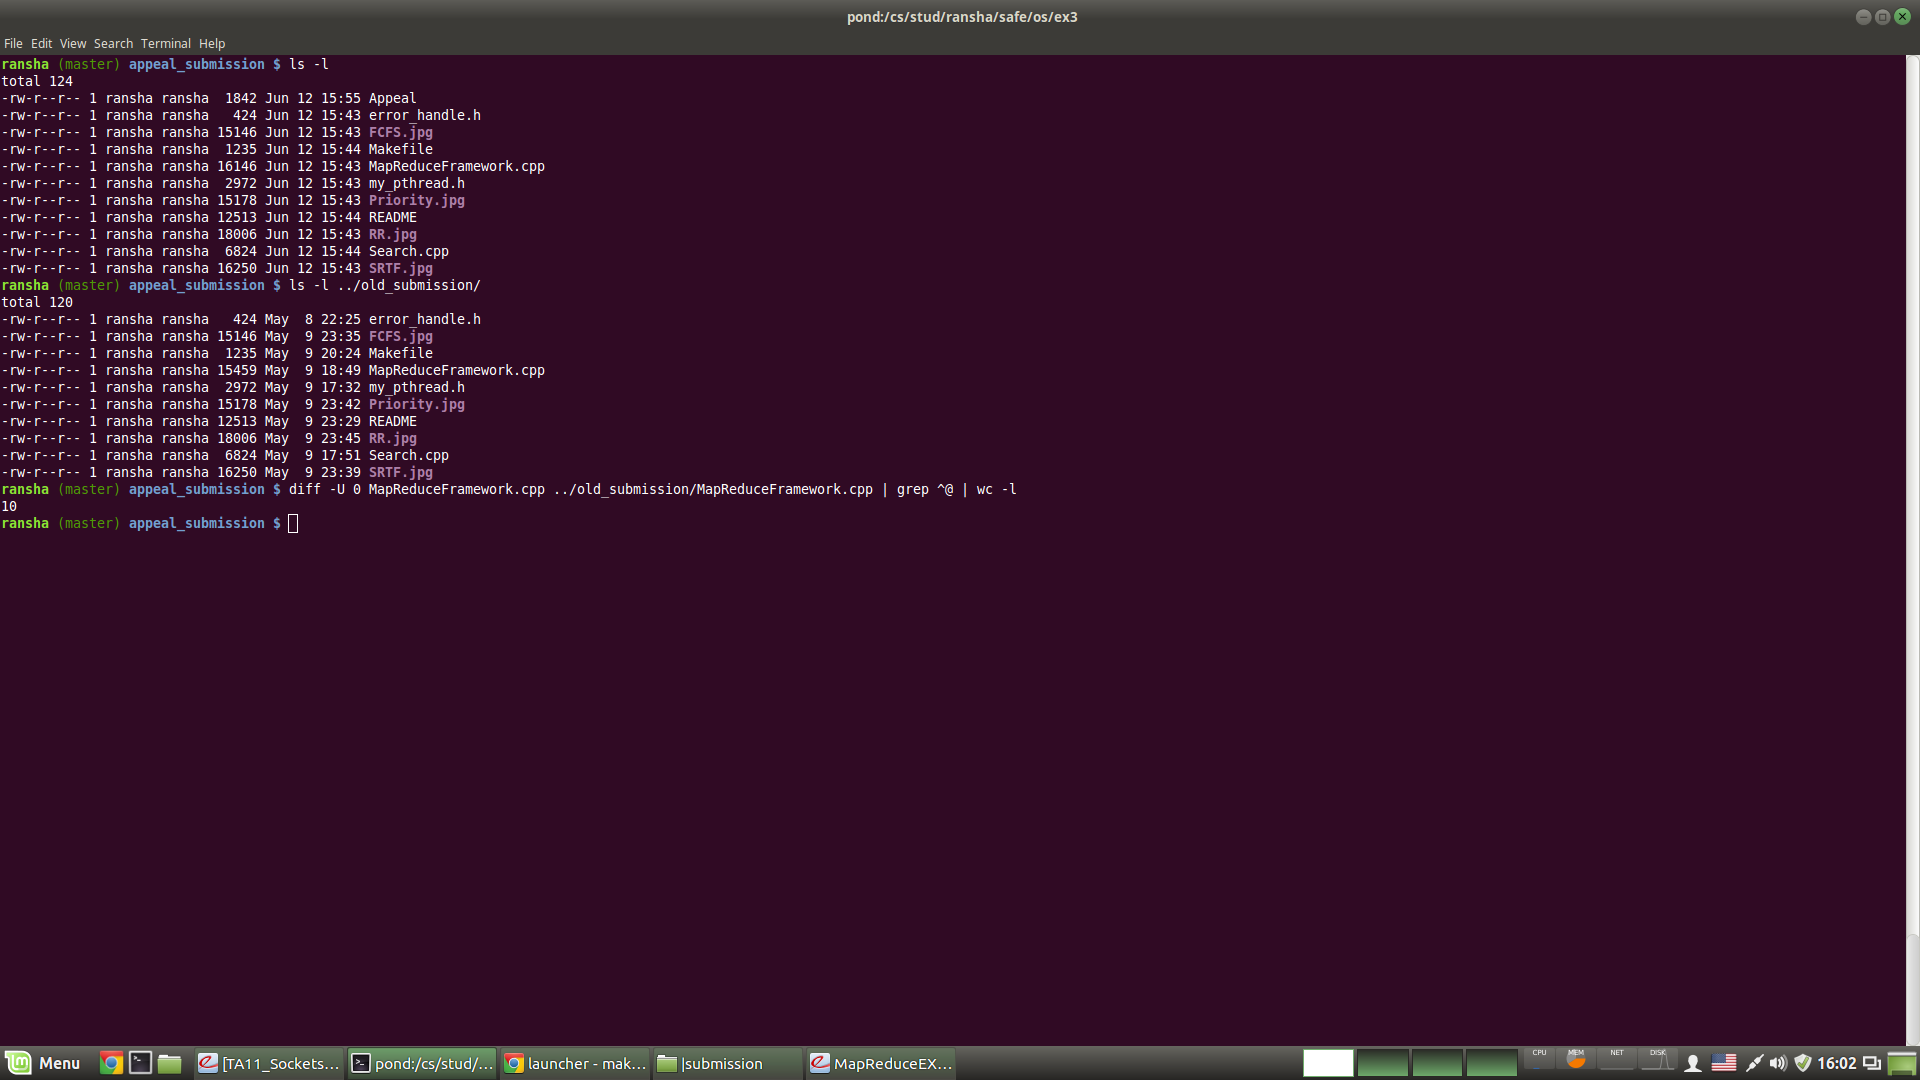 pond:/cs/stud/ransha/safe/os/ex3
File Edit View Search Terminal Help
ransha (master) appeal_submission $ ls -l
total 124
-rw-r--r-- 1 ransha ransha  1842 Jun 12 15:55 Appeal
-rw-r--r-- 1 ransha ransha   424 Jun 12 15:43 error_handle.h
-rw-r--r-- 1 ransha ransha 15146 Jun 12 15:43 FCFS.jpg
-rw-r--r-- 1 ransha ransha  1235 Jun 12 15:44 Makefile
-rw-r--r-- 1 ransha ransha 16146 Jun 12 15:43 MapReduceFramework.cpp
-rw-r--r-- 1 ransha ransha  2972 Jun 12 15:43 my_pthread.h
-rw-r--r-- 1 ransha ransha 15178 Jun 12 15:43 Priority.jpg
-rw-r--r-- 1 ransha ransha 12513 Jun 12 15:44 README
-rw-r--r-- 1 ransha ransha 18006 Jun 12 15:43 RR.jpg
-rw-r--r-- 1 ransha ransha  6824 Jun 12 15:44 Search.cpp
-rw-r--r-- 1 ransha ransha 16250 Jun 12 15:43 SRTF.jpg
ransha (master) appeal_submission $ ls -l ../old_submission/
total 120
-rw-r--r-- 1 ransha ransha   424 May  8 22:25 error_handle.h
-rw-r--r-- 1 ransha ransha 15146 May  9 23:35 FCFS.jpg
-rw-r--r-- 1 ransha ransha  1235 May  9 20:24 Makefile
-rw-r--r-- 1 ransha ransha 15459 May  9 18:49 MapReduceFramework.cpp
-rw-r--r-- 1 ransha ransha  2972 May  9 17:32 my_pthread.h
-rw-r--r-- 1 ransha ransha 15178 May  9 23:42 Priority.jpg
-rw-r--r-- 1 ransha ransha 12513 May  9 23:29 README
-rw-r--r-- 1 ransha ransha 18006 May  9 23:45 RR.jpg
-rw-r--r-- 1 ransha ransha  6824 May  9 17:51 Search.cpp
-rw-r--r-- 1 ransha ransha 16250 May  9 23:39 SRTF.jpg
ransha (master) appeal_submission $ diff -U 0 MapReduceFramework.cpp ../old_submission/MapReduceFramework.cpp | grep ^@ | wc -l
10
ransha (master) appeal_submission $
Menu [TA11_Sockets... pond:/cs/stud/... launcher - mak... |submission MapReduceEX... CPU MEM NET DISK 16:02